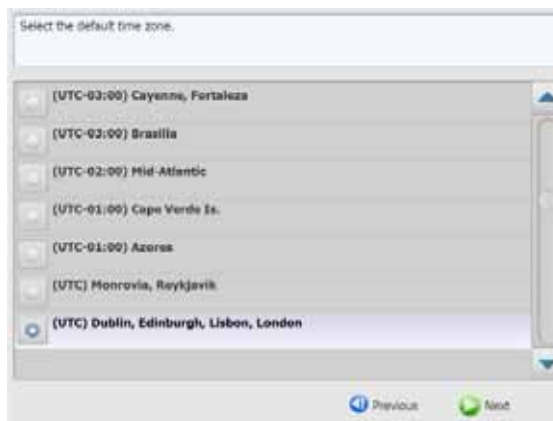 Select the default time zone.
(UTC-03:00) Cayenne, Fortaleza
(UTC-03:00) Brasilia
(UTC-02:00) Mid-Atlantic
(UTC-01:00) Cape Verde Is.
(UTC-01:00) Azores
(UTC) Monrovia, Reykjavik
(UTC) Dublin, Edinburgh, Lisbon, London
Previous Next